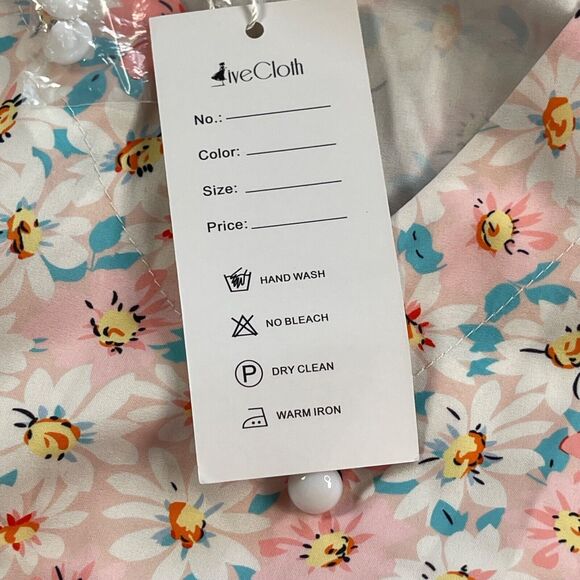 iveCloth
No.:
Color:
Size:
Price:
HAND WASH
NO BLEACH
P DRY CLEAN
WARM IRON